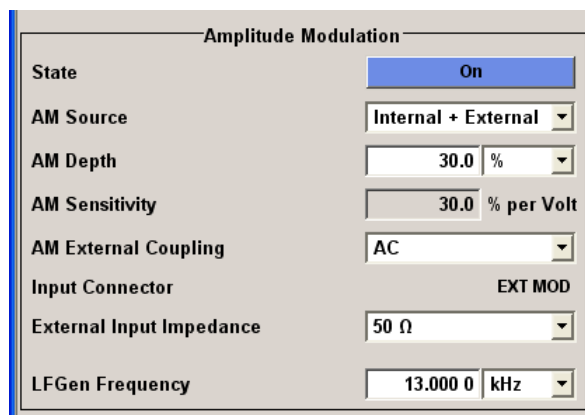 Amplitude Modulation
State On
AM Source Internal + External
AM Depth 30.0 %
AM Sensitivity 30.0 % per Volt
AM External Coupling AC
Input Connector EXT MOD
External Input Impedance 50 Ω
LFGen Frequency 13.000 0 kHz